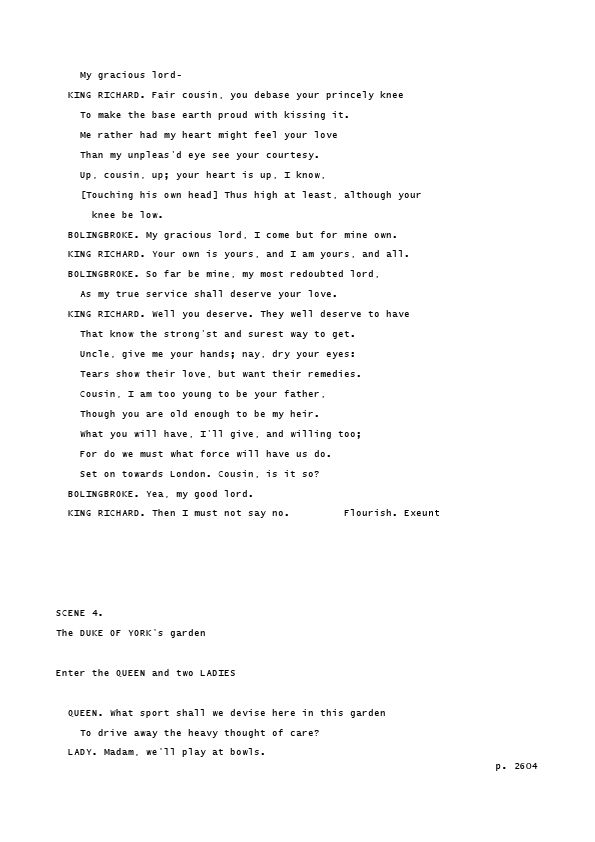 My gracious lord-
KING RICHARD. Fair cousin, you debase your princely knee
To make the base earth proud with kissing it.
Me rather had my heart might feel your love
Than my unpleas'd eye see your courtesy.
Up, cousin, up; your heart is up, I know,
[Touching his own head] Thus high at least, although your
knee be low.
BOLINGBROKE. My gracious lord, I come but for mine own.
KING RICHARD. Your own is yours, and I am yours, and all.
BOLINGBROKE. So far be mine, my most redoubted lord,
As my true service shall deserve your love.
KING RICHARD. Well you deserve. They well deserve to have
That know the strong'st and surest way to get.
Uncle, give me your hands; nay, dry your eyes:
Tears show their love, but want their remedies.
Cousin, I am too young to be your father,
Though you are old enough to be my heir.
What you will have, I'll give, and willing too;
For do we must what force will have us do.
Set on towards London. Cousin, is it so?
BOLINGBROKE. Yea, my good lord.
KING RICHARD. Then I must not say no. Flourish. Exeunt
SCENE 4.
The DUKE OF YORK's garden
Enter the QUEEN and two LADIES
QUEEN. What sport shall we devise here in this garden
To drive away the heavy thought of care?
LADY. Madam, we'll play at bowls.
p. 2604